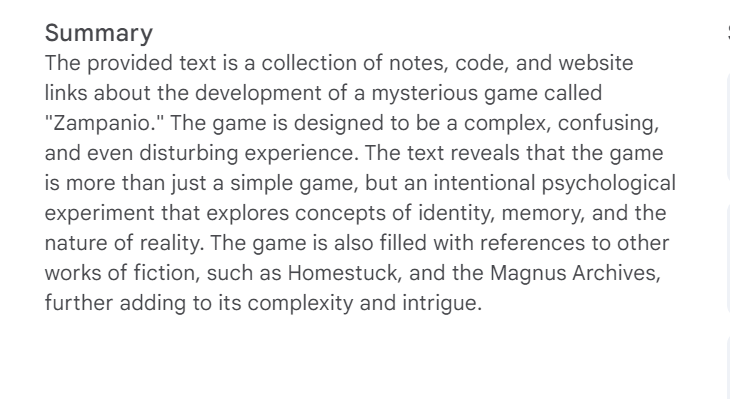 Summary
The provided text is a collection of notes, code, and website
links about the development of a mysterious game called
"Zampanio." The game is designed to be a complex, confusing,
and even disturbing experience. The text reveals that the game
is more than just a simple game, but an intentional psychological
experiment that explores concepts of identity, memory, and the
nature of reality. The game is also filled with references to other
works of fiction, such as Homestuck, and the Magnus Archives,
further adding to its complexity and intrigue.